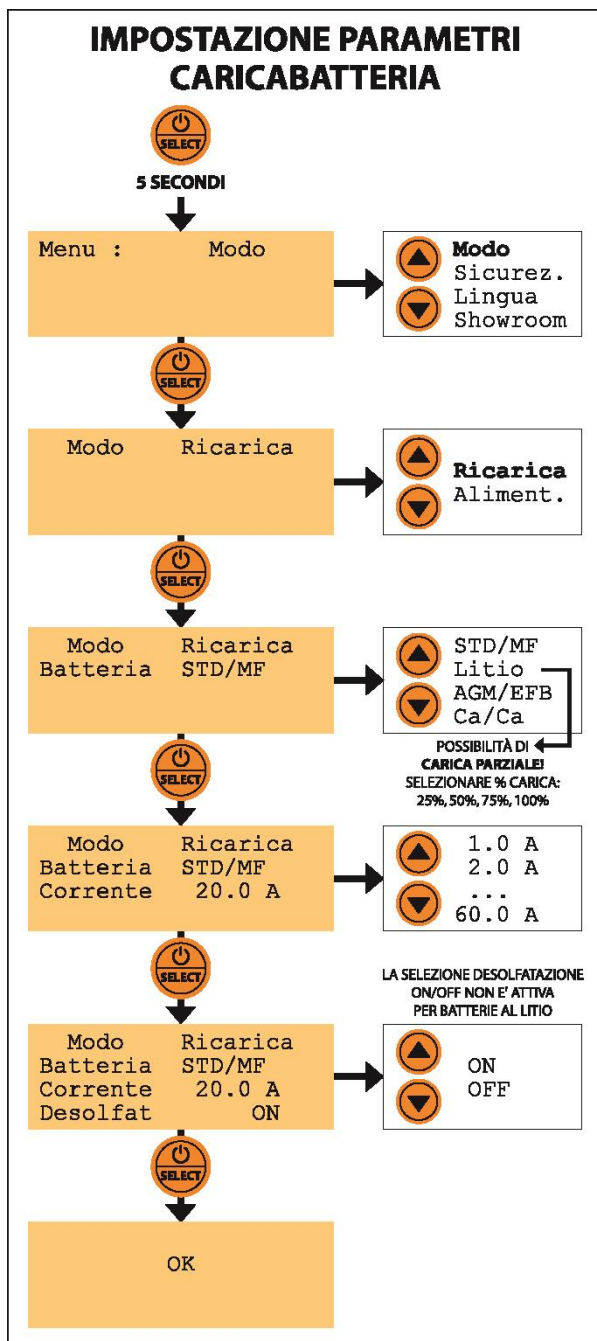 IMPOSTAZIONE PARAMETRI
CARICABATTERIA
SELECT
5 SECONDI
Menu : Modo
Modo
Sicurez.
Lingua
Showroom
SELECT
Modo Ricarica
Ricarica
Aliment.
SELECT
Modo Ricarica
Batteria STD/MF
STD/MF
Litio
AGM/EFB
Ca/Ca
POSSIBILITÀ DI
CARICA PARZIALE!
SELEZIONARE % CARICA:
25%, 50%, 75%, 100%
SELECT
Modo Ricarica
Batteria STD/MF
Corrente 20.0 A
1.0 A
2.0 A
...
60.0 A
SELECT
LA SELEZIONE DESOLFATAZIONE
ON/OFF NON E' ATTIVA
PER BATTERIE AL LITIO
Modo Ricarica
Batteria STD/MF
Corrente 20.0 A
Desolfat ON
ON
OFF
SELECT
OK